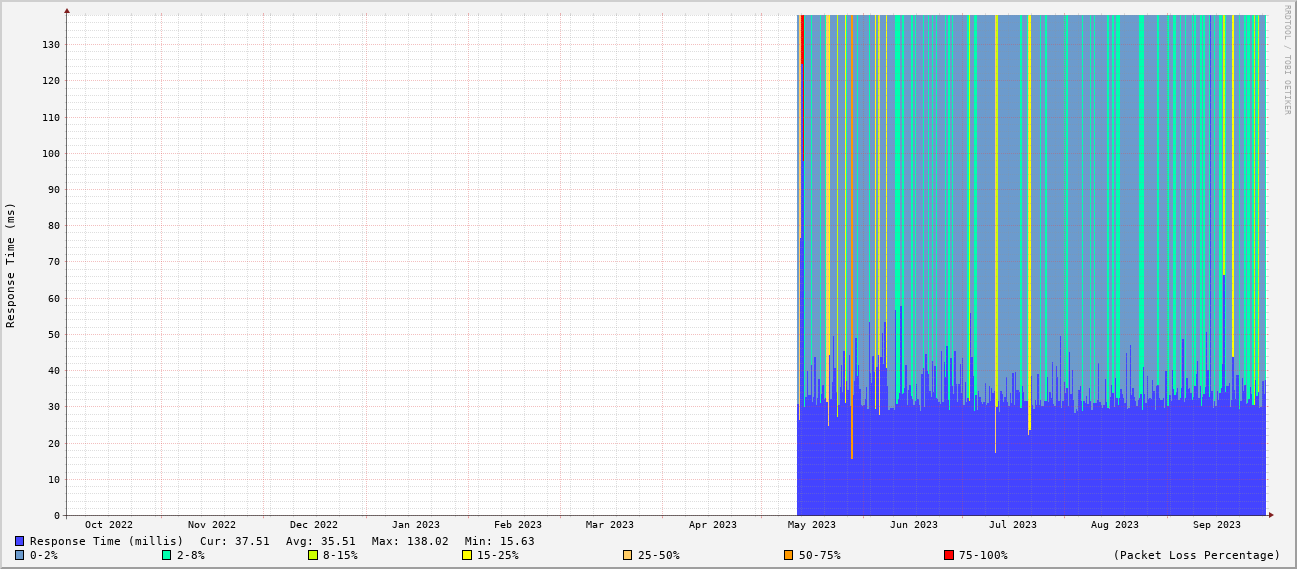 RRDTOOL / TOBI OETIKER
Response Time (ms)
130
120
110
100
90
80
70
60
50
40
30
20
10
0
Oct 2022 Nov 2022 Dec 2022 Jan 2023 Feb 2023 Mar 2023 Apr 2023 May 2023 Jun 2023 Jul 2023 Aug 2023 Sep 2023
Response Time (millis) Cur: 37.51 Avg: 35.51 Max: 138.02 Min: 15.63
0-2% 2-8% 8-15% 15-25% 25-50% 50-75% 75-100% (Packet Loss Percentage)